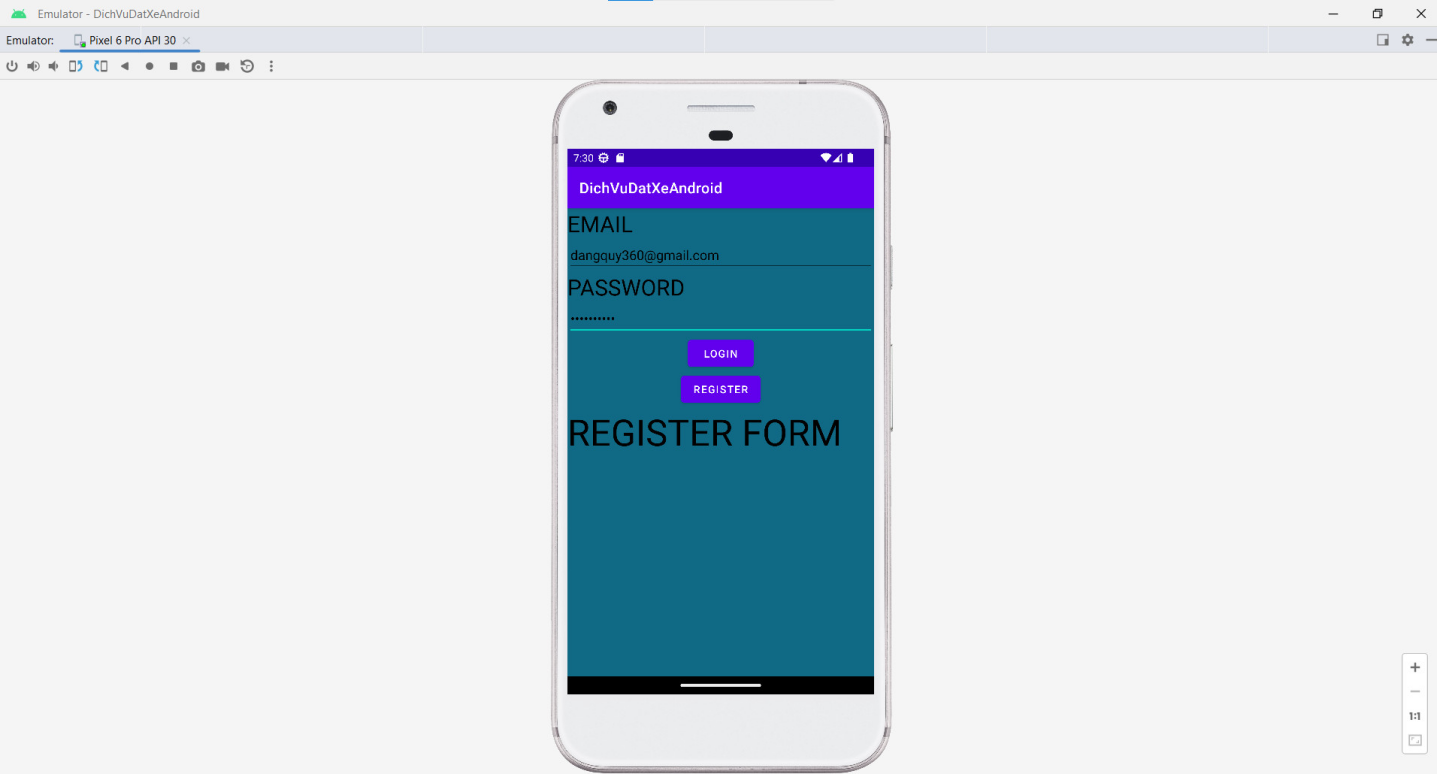 Emulator - DichVuDatXeAndroid
Emulator: Pixel 6 Pro API 30
7:30
DichVuDatXeAndroid
EMAIL
dangquy360@gmail.com
PASSWORD
••••••••••
LOGIN
REGISTER
REGISTER FORM
1:1